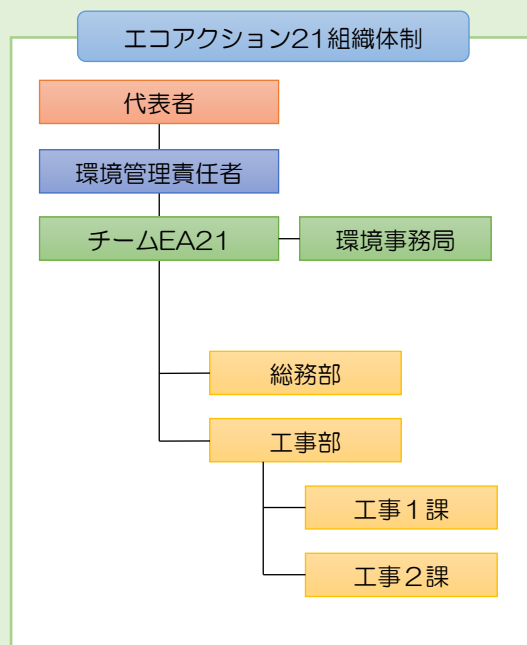 エコアクション21組織体制
代表者
環境管理責任者
チームEA21
環境事務局
総務部
工事部
工事１課
工事２課